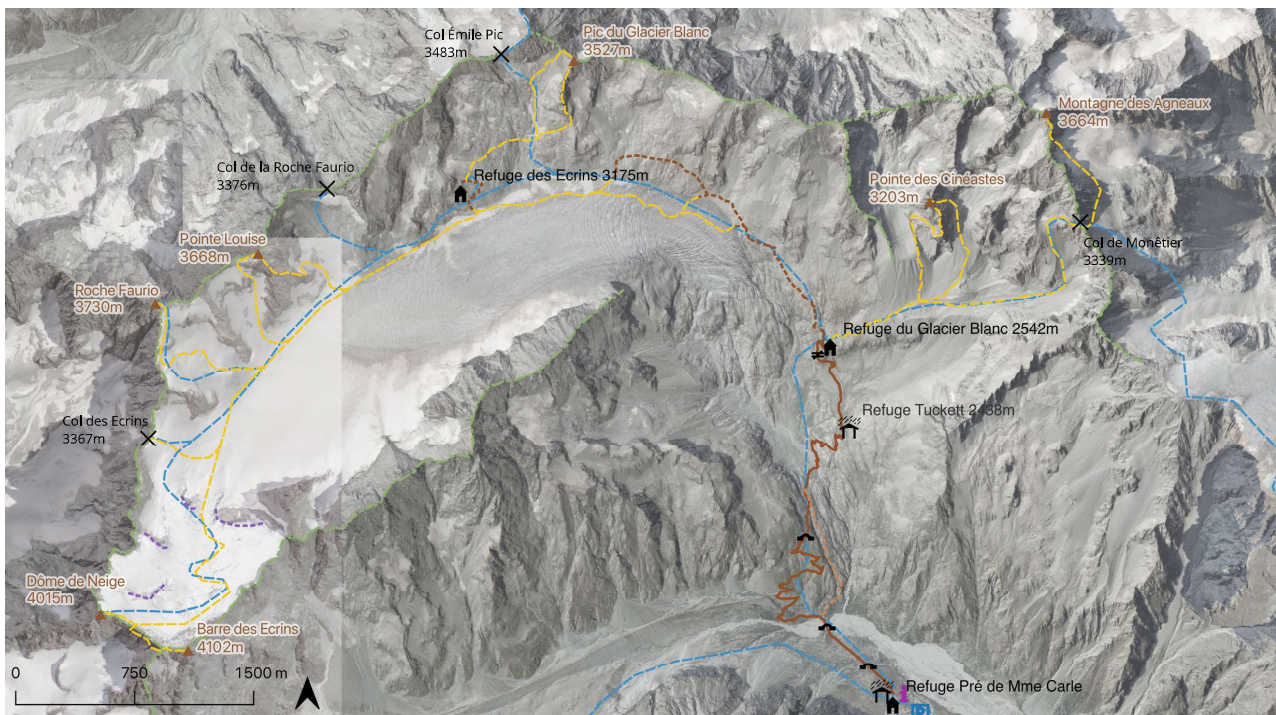 Col Émile Pic
3483m
Pic du Glacier Blanc
3527m
Montagne des Agneaux
3664m
Col de la Roche Faurio
3376m
Refuge des Ecrins 3175m
Pointe des Cinéastes
3203m
Pointe Louise
3668m
Col de Monêtier
3339m
Roche Faurio
3730m
Refuge du Glacier Blanc 2542m
Refuge Tuckett 2438m
Col des Ecrins
3367m
Dôme de Neige
4015m
Barre des Ecrins
4102m
0 750 1500 m
Refuge Pré de Mme Carle